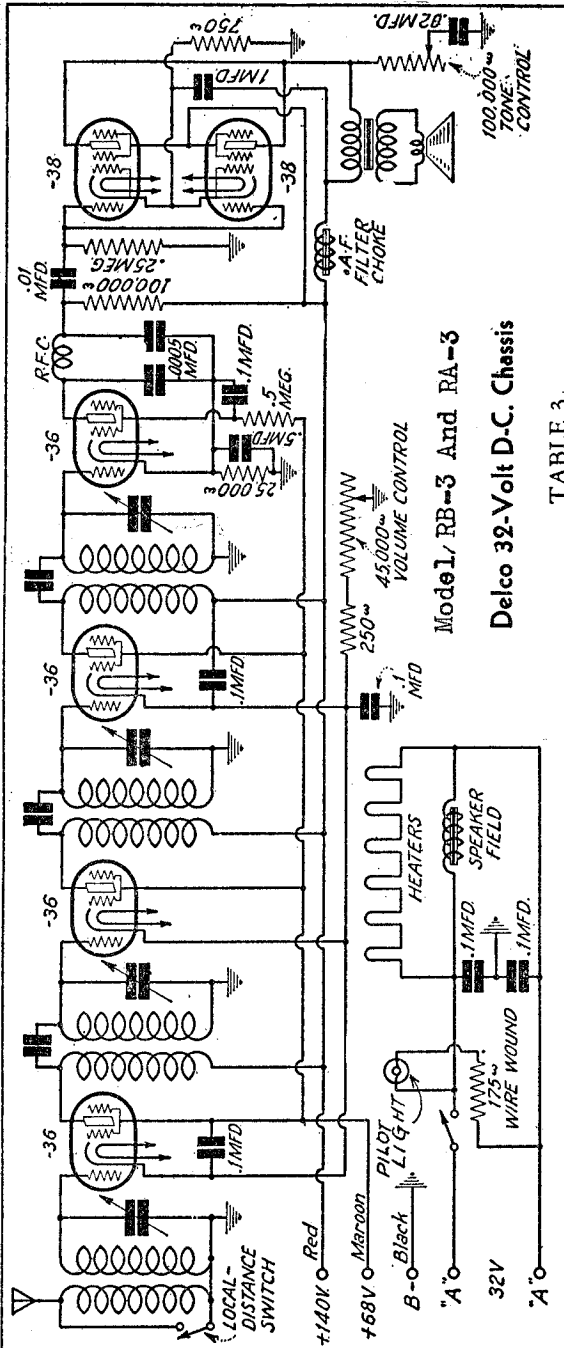 -36
-36
-36
-36
R.F.C.
.0005
MFD.
.1MFD.
.5
MEG.
.5MFD.
25,000ω
.01
MFD.
100,000
ω
.25MEG.
-38
-38
750ω
1MFD.
.02MFD.
100,000ω
TONE
CONTROL
"A.F.
FILTER
CHOKE
LOCAL-
DISTANCE
SWITCH
.1MFD
.1MFD.
.1
MFD
250ω
45,000ω
VOLUME CONTROL
+140V. Red
+68V Maroon
B- Black
"A"
32V
"A"
PILOT
LIGHT
175ω
WIRE WOUND
HEATERS
.1MFD.
.1MFD.
SPEAKER
FIELD
Model/RB-3 And RA-3
Delco 32-Volt D-C. Chassis
TABLE 3.